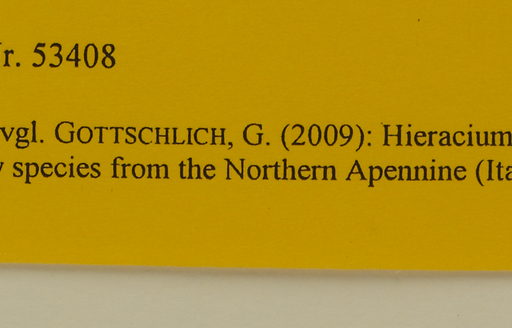 r. 53408
vgl. GOTTSCHLICH, G. (2009): Hieracium
species from the Northern Apennine (Ita